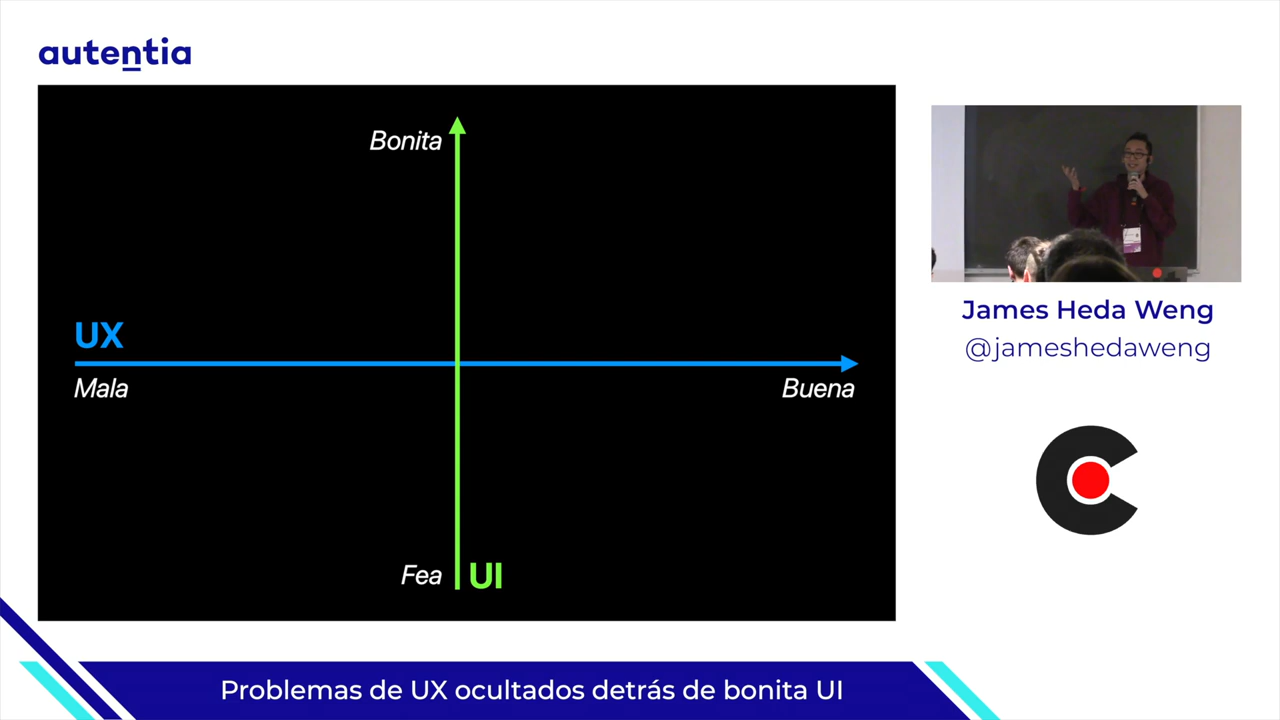 autentia
Bonita
UX
Mala
Buena
Fea
UI
James Heda Weng
@jameshedaweng
Problemas de UX ocultados detrás de bonita UI